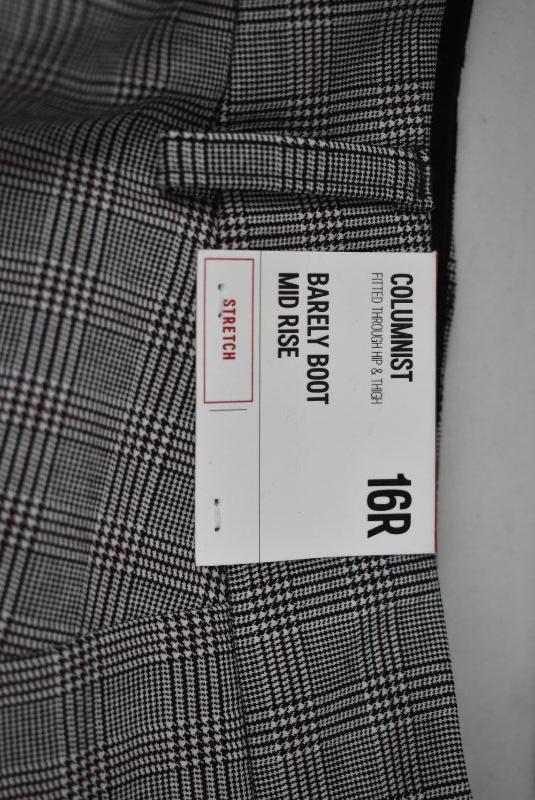 COLUMNIST
FITTED THROUGH HIP & THIGH
16R
BARELY BOOT
MID RISE
STRETCH